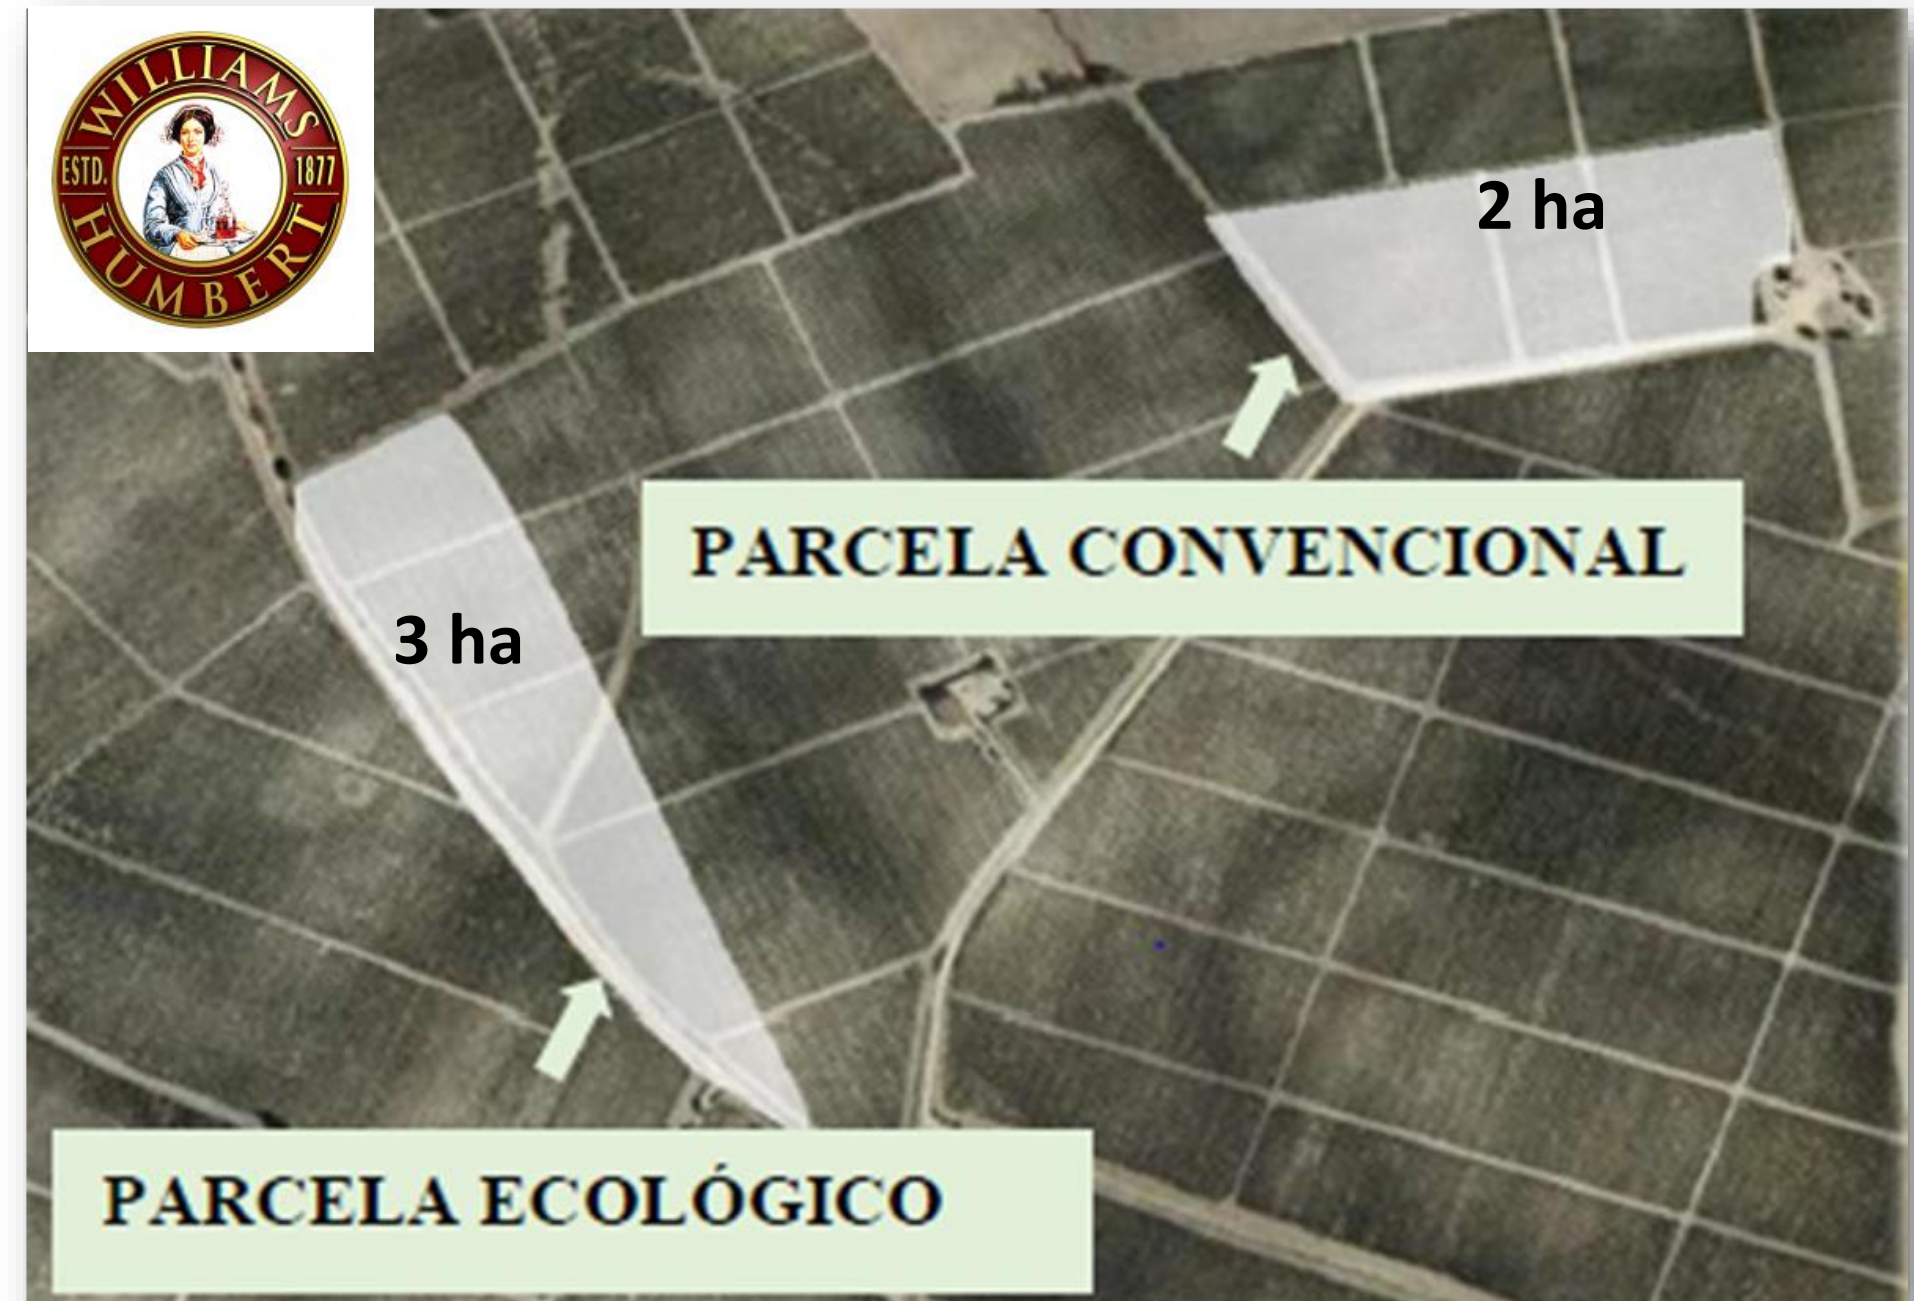 WILLIAMS
ESTD. 1877
HUMBERT
2 ha
PARCELA CONVENCIONAL
3 ha
PARCELA ECOLÓGICO